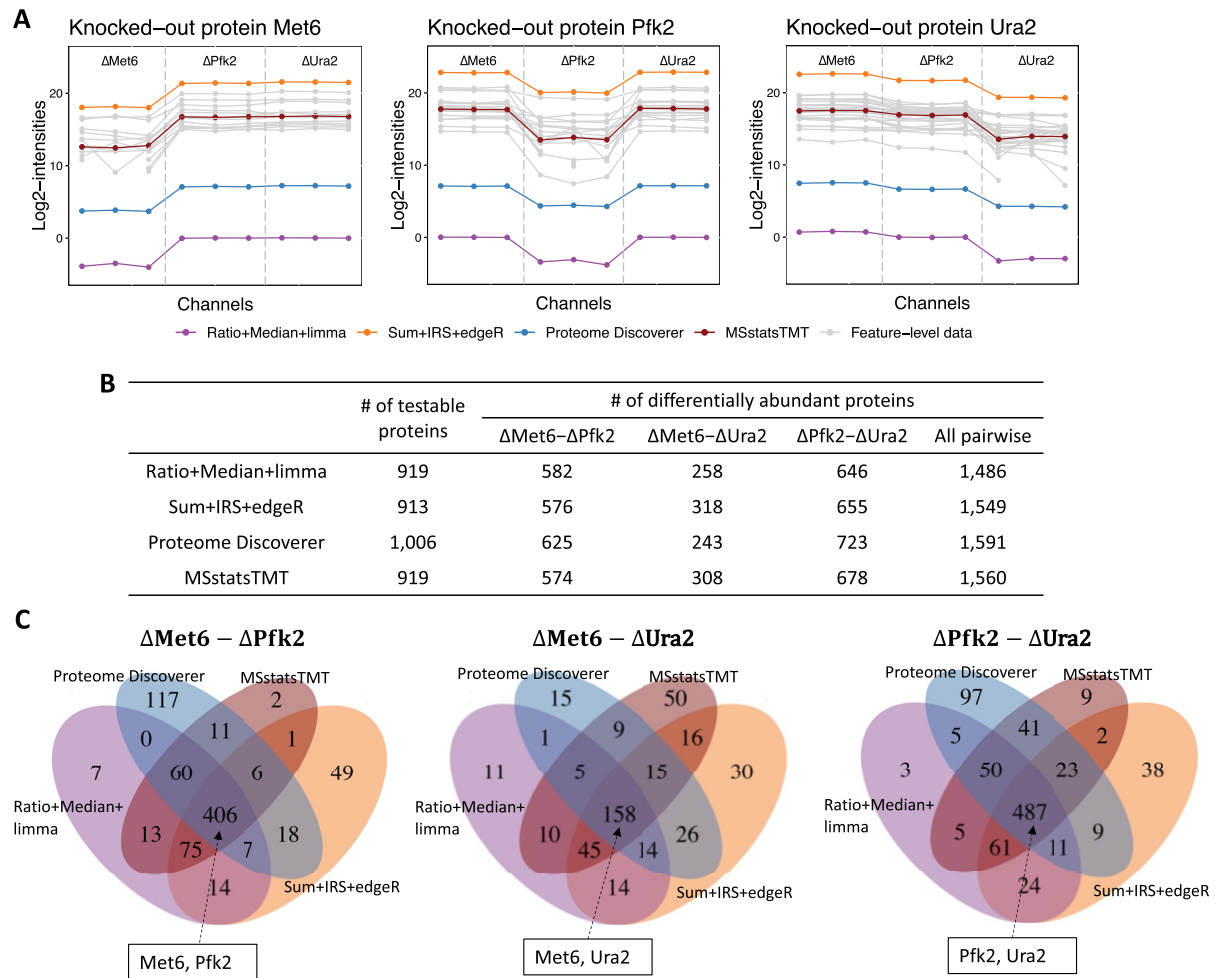 A
Knocked-out protein Met6 Knocked-out protein Pfk2 Knocked-out protein Ura2
ΔMet6 ΔPfk2 ΔUra2 ΔMet6 ΔPfk2 ΔUra2 ΔMet6 ΔPfk2 ΔUra2
Log2-intensities Log2-intensities Log2-intensities
20 20 20
10 10 10
0 0 0
Channels Channels Channels
Ratio+Median+limma Sum+IRS+edgeR Proteome Discoverer MSstatsTMT Feature-level data
B
# of testable proteins # of differentially abundant proteins
ΔMet6-ΔPfk2 ΔMet6-ΔUra2 ΔPfk2-ΔUra2 All pairwise
Ratio+Median+limma 919 582 258 646 1,486
Sum+IRS+edgeR 913 576 318 655 1,549
Proteome Discoverer 1,006 625 243 723 1,591
MSstatsTMT 919 574 308 678 1,560
C
ΔMet6 − ΔPfk2
Proteome Discoverer MSstatsTMT
117 2
0 11 1
7 60 6 49
Ratio+Median+
limma
406
13 75 7 18
14
Sum+IRS+edgeR
Met6, Pfk2
ΔMet6 − ΔUra2
Proteome Discoverer MSstatsTMT
15 50
1 9 16
11 5 15 30
Ratio+Median+
limma
158
10 45 14 26
14
Sum+IRS+edgeR
Met6, Ura2
ΔPfk2 − ΔUra2
Proteome Discoverer MSstatsTMT
97 9
5 41 2
3 50 23 38
Ratio+Median+
limma
487
5 61 11 9
24
Sum+IRS+edgeR
Pfk2, Ura2